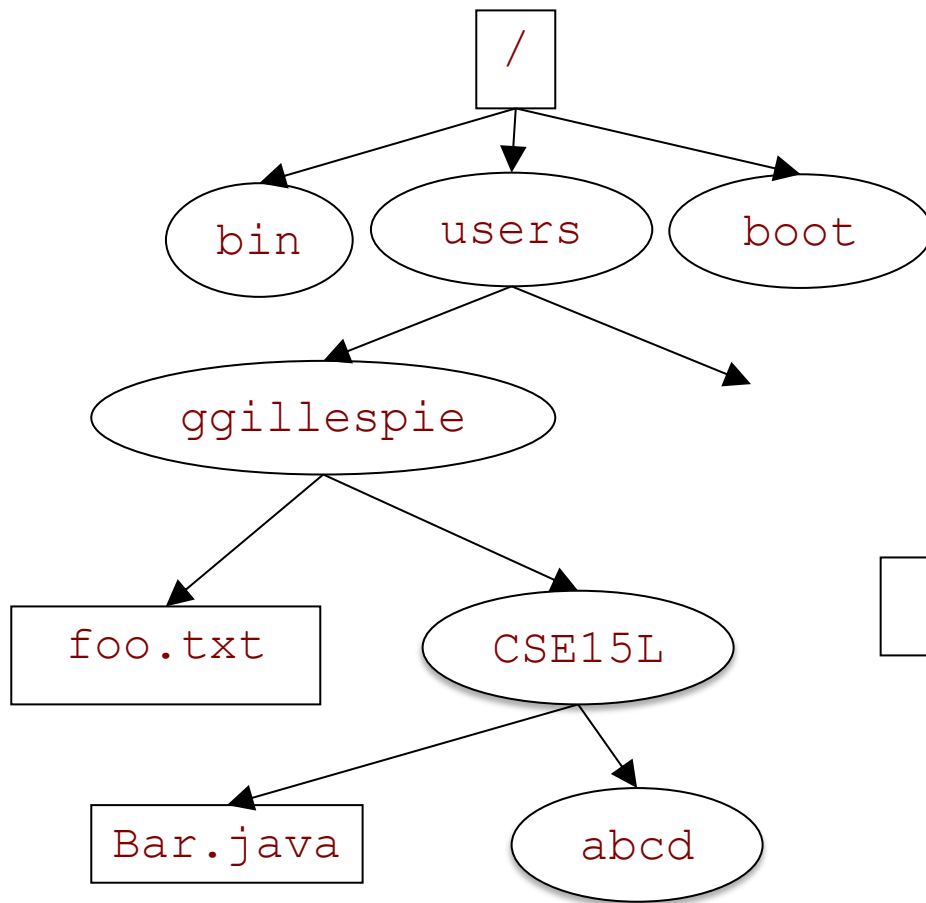 /
bin
users
boot
ggillespie
foo.txt
CSE15L
Bar.java
abcd